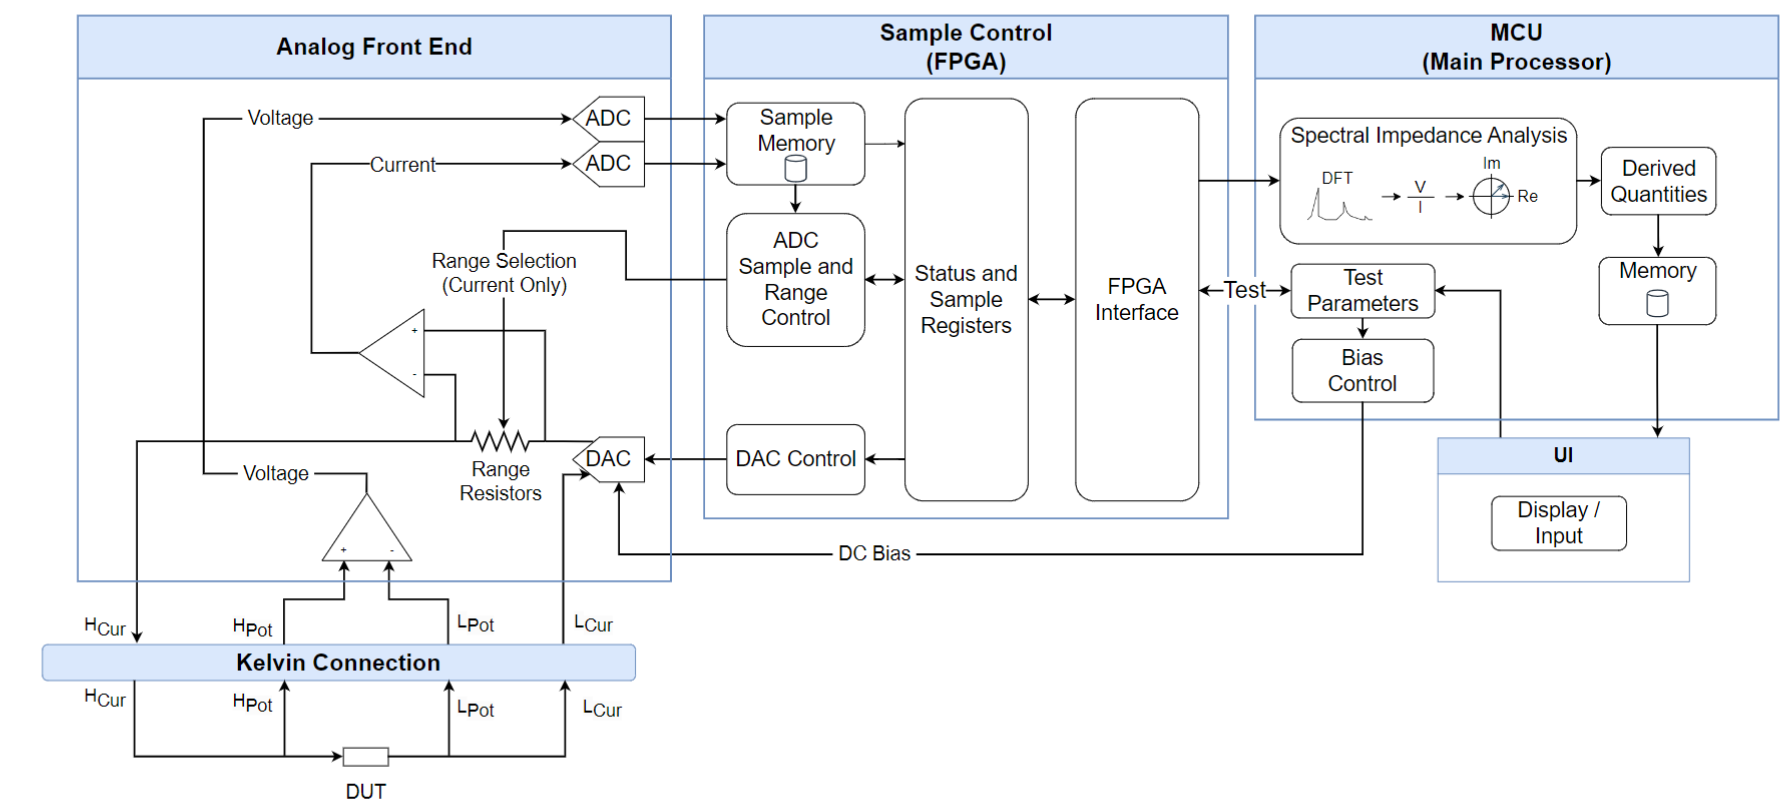 Analog Front End
Sample Control
(FPGA)
MCU
(Main Processor)
Voltage
ADC
Current
ADC
Range Selection
(Current Only)
+
-
Range
Resistors
DAC
Voltage
+
-
Sample
Memory
ADC
Sample and
Range
Control
DAC Control
Status and
Sample
Registers
FPGA
Interface
Spectral Impedance Analysis
DFT
V
I
Im
Re
Derived
Quantities
Memory
Test
Test
Parameters
Bias
Control
DC Bias
UI
Display /
Input
HCur
HPot
LPot
LCur
Kelvin Connection
HCur
HPot
LPot
LCur
DUT